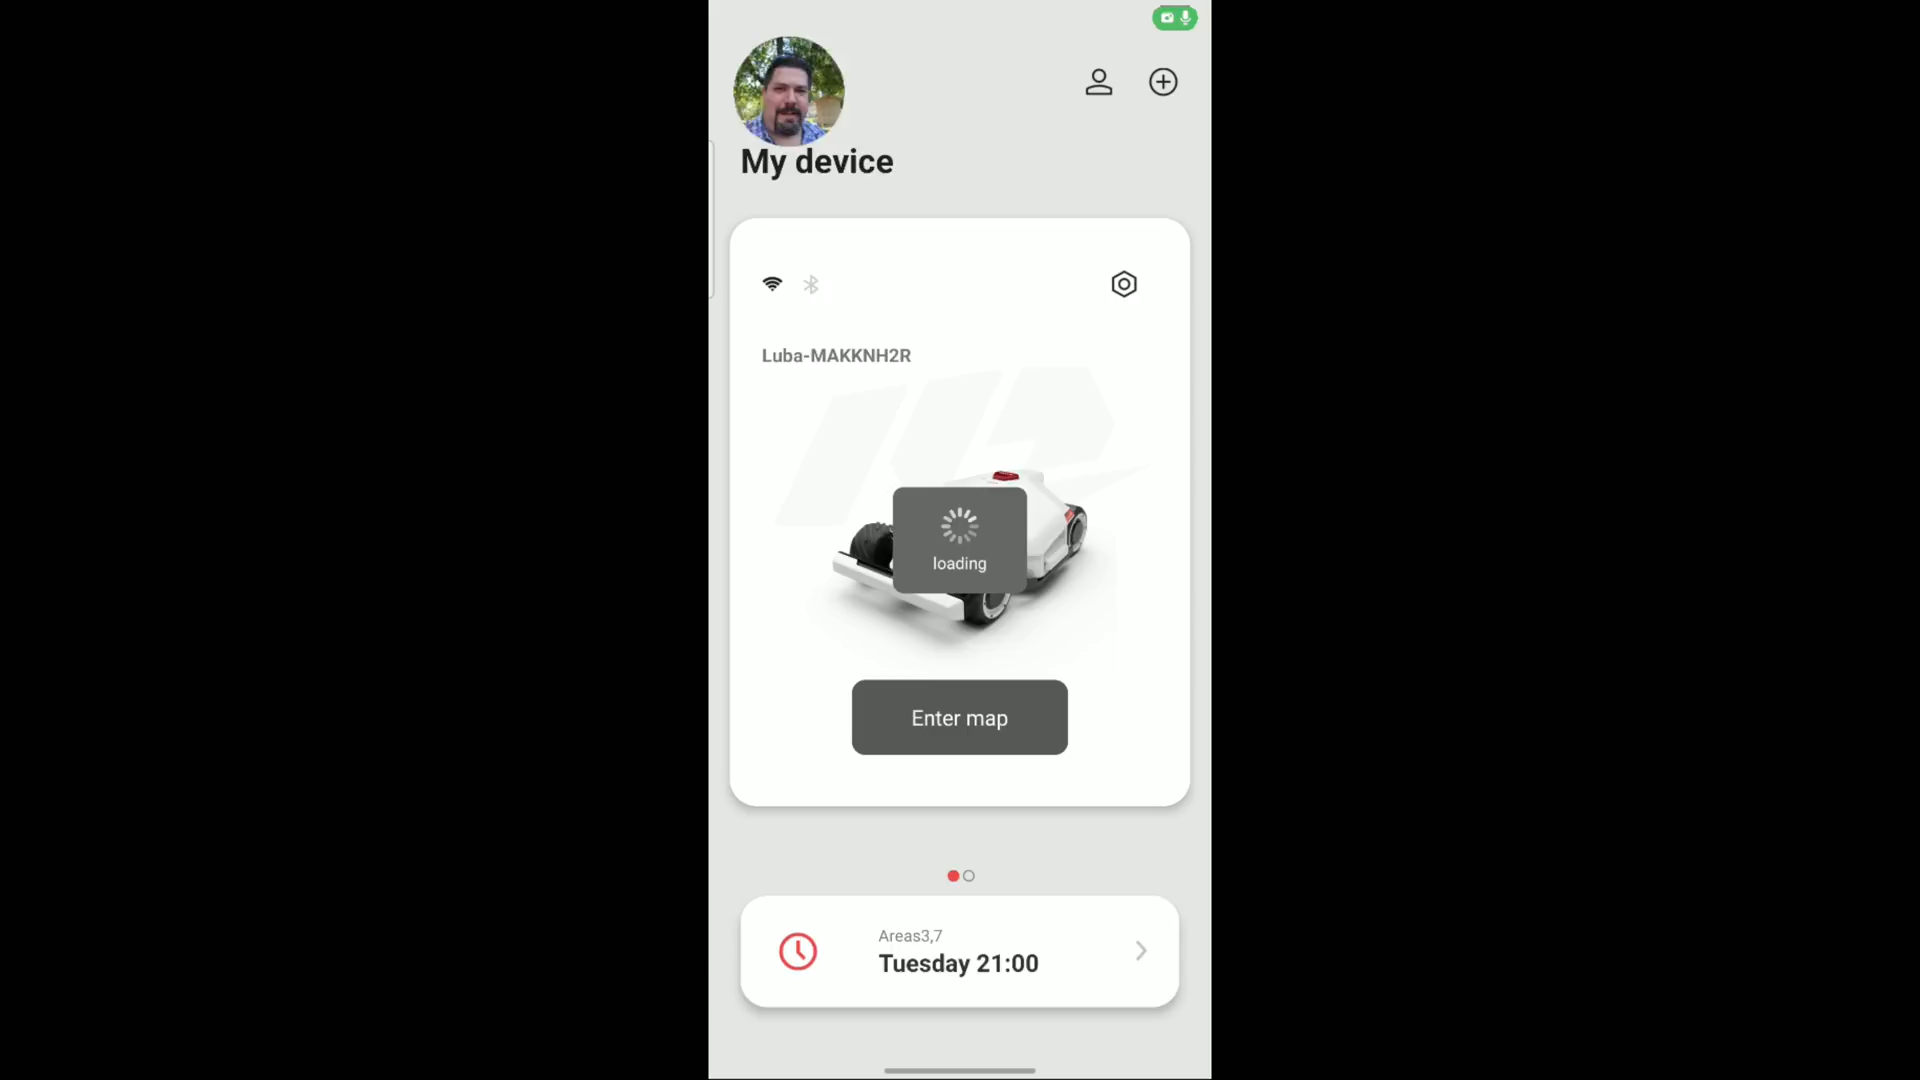 My device
Luba-MAKKNH2R
loading
Enter map
Areas3,7
Tuesday 21:00